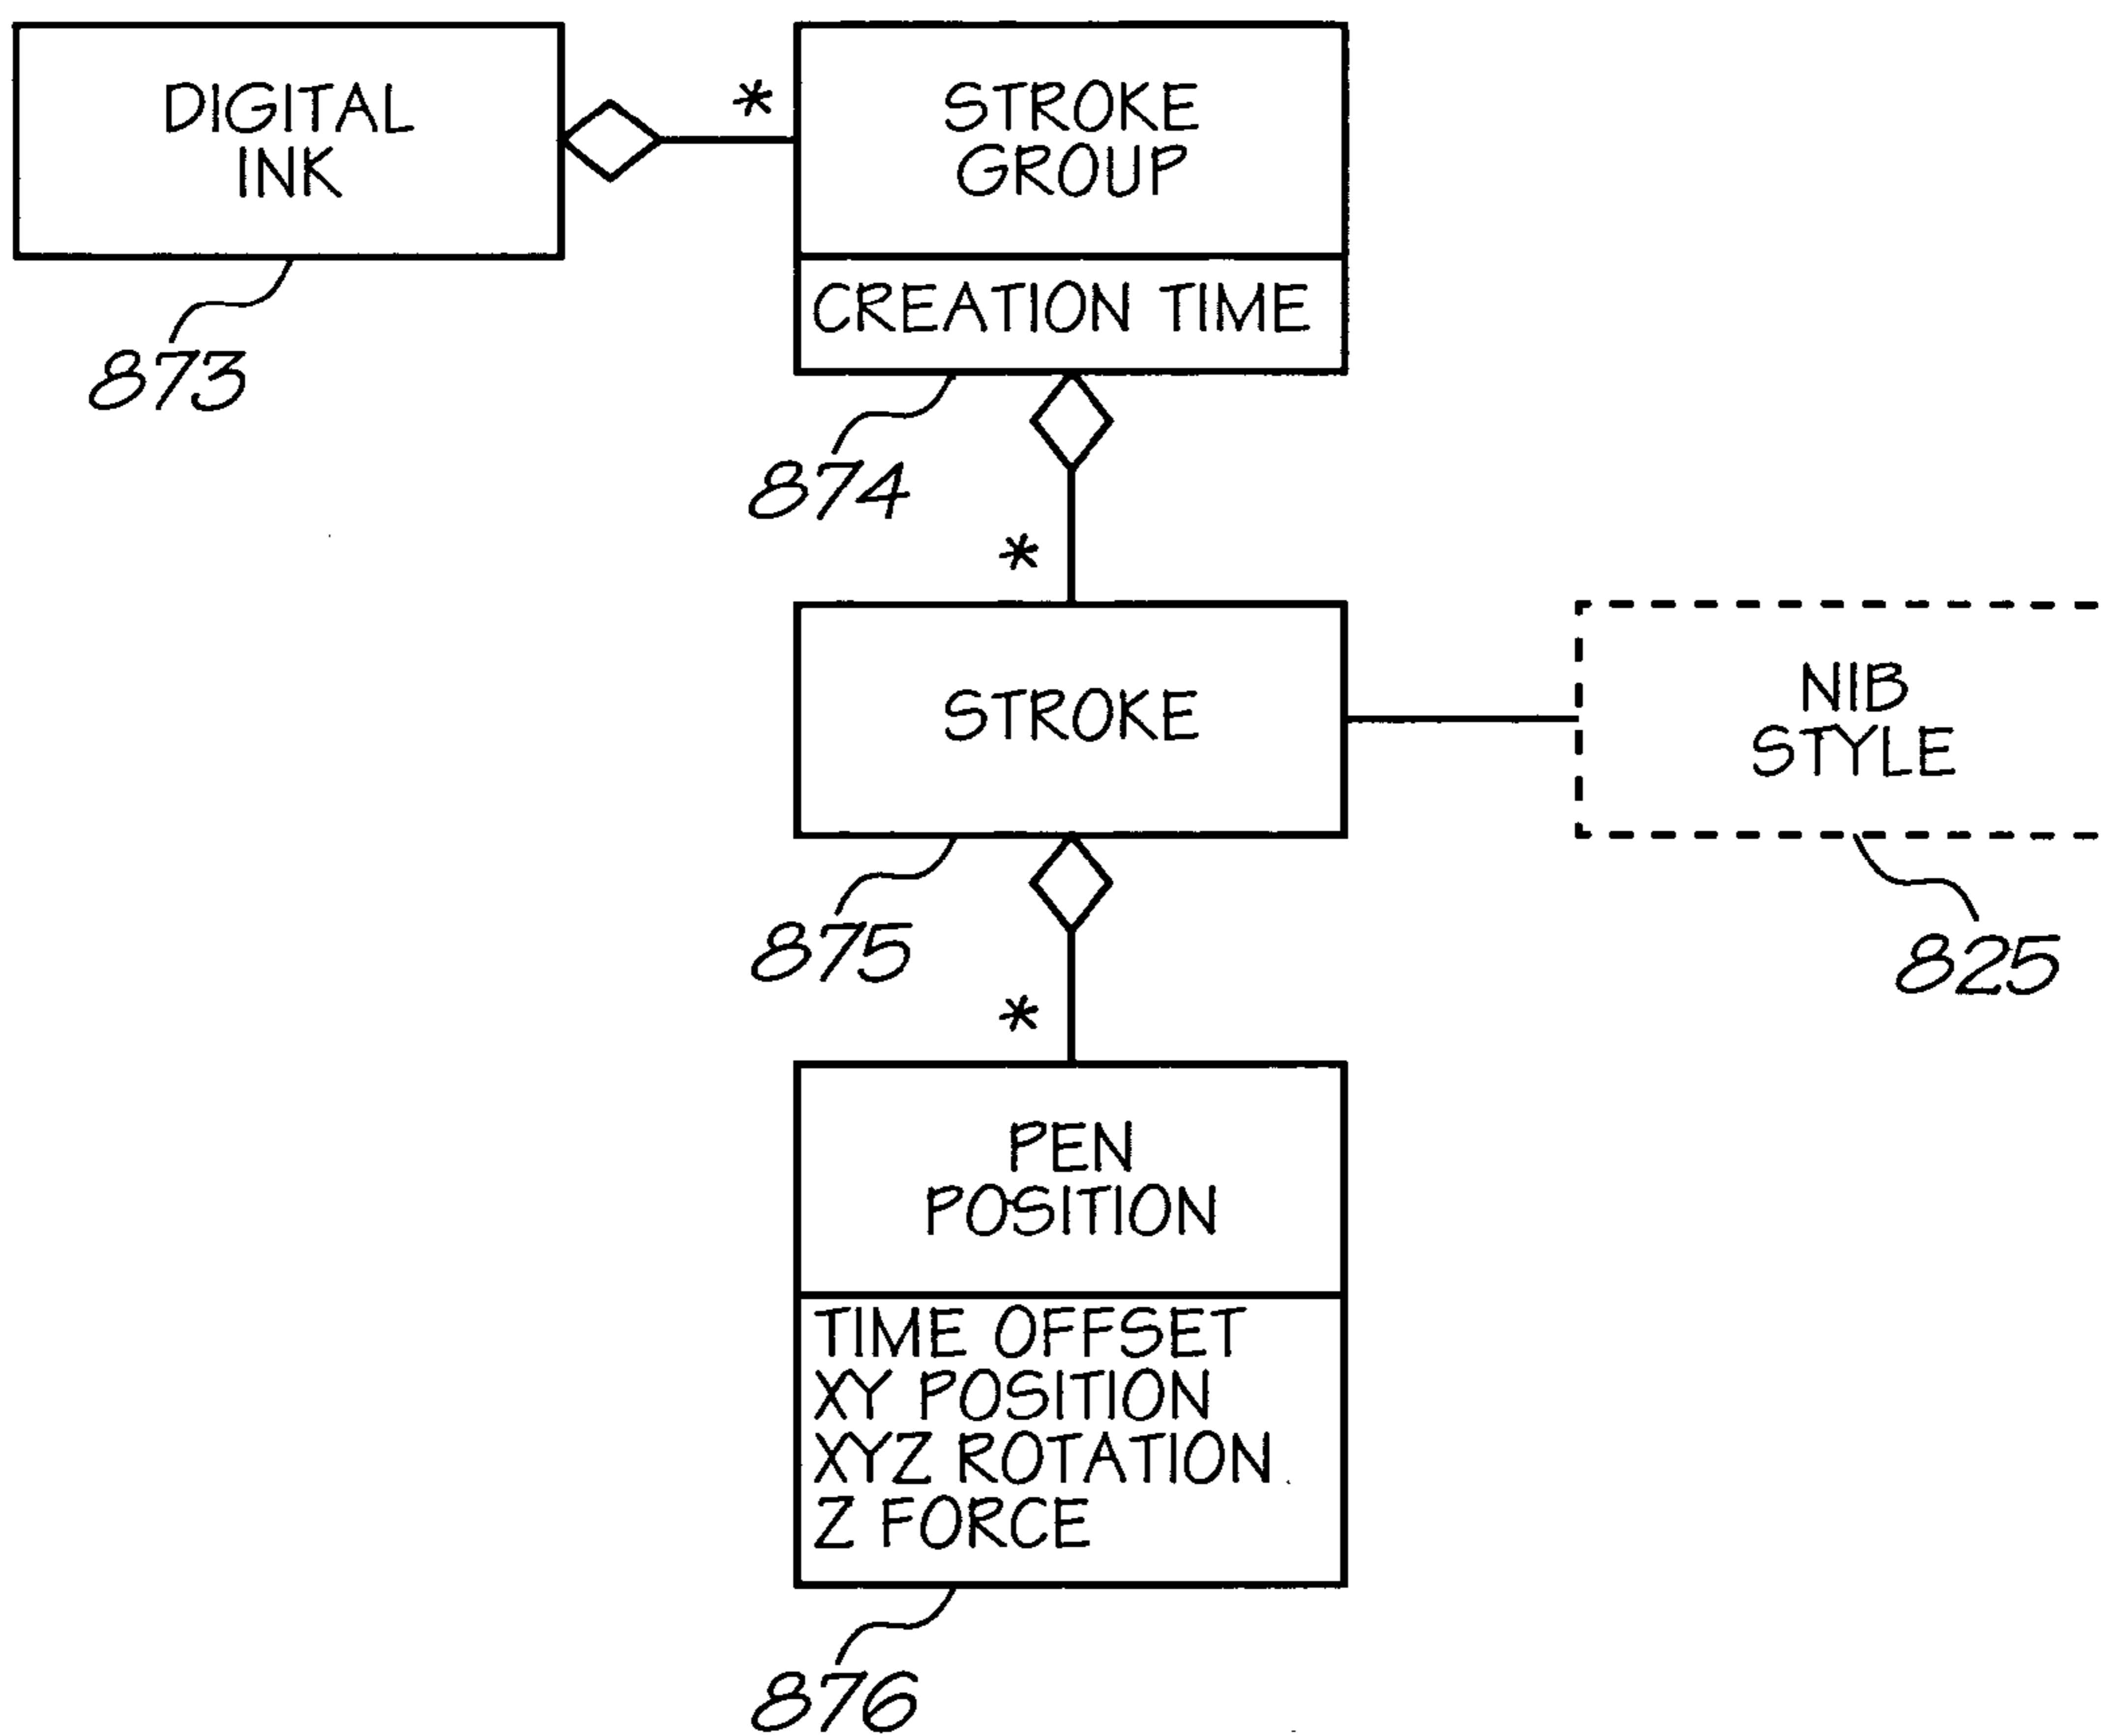 DIGITAL
INK
*
STROKE
GROUP
CREATION TIME
873
874
*
STROKE
NIB
STYLE
875
825
*
PEN
POSITION
TIME OFFSET
XY POSITION
XYZ ROTATION
Z FORCE
876